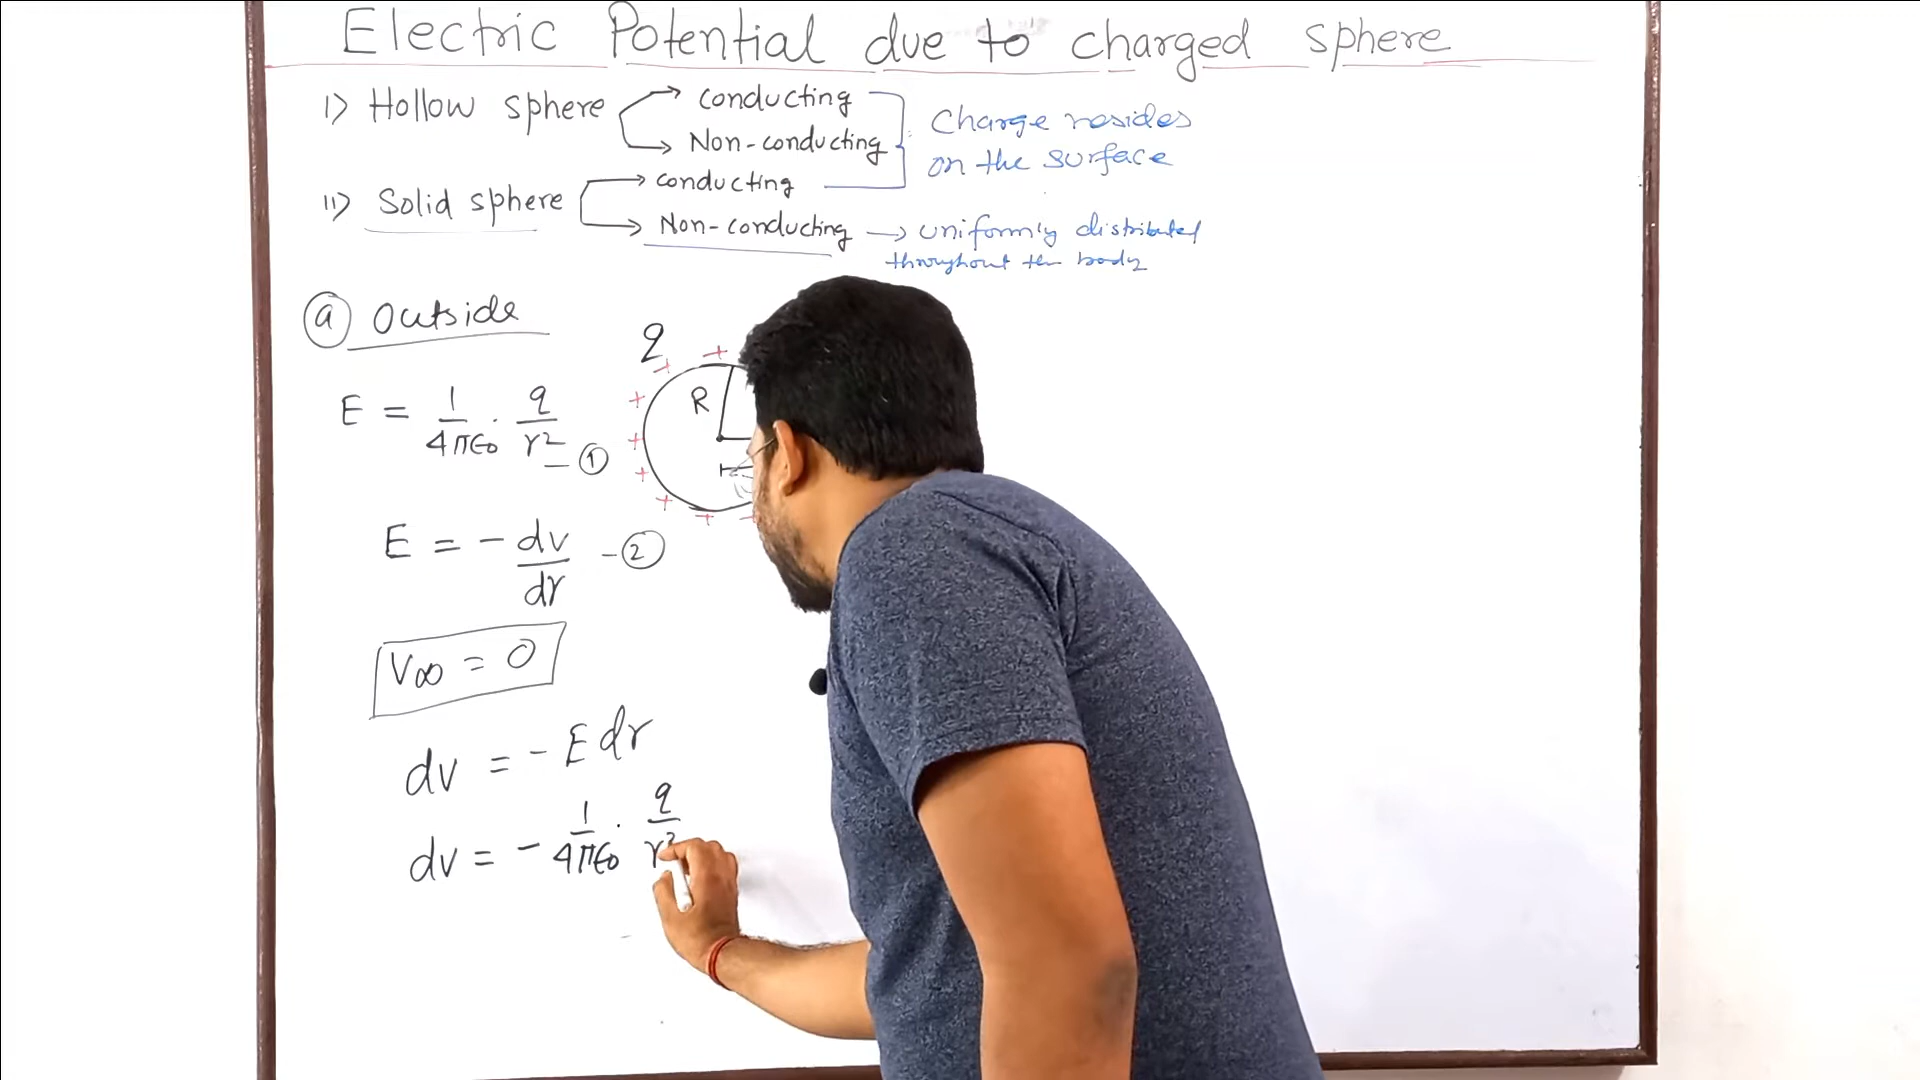 Electric Potential due to charged sphere
I) Hollow sphere → conducting
→ Non-conducting
Charge resides
on the surface
II) Solid sphere → conducting
→ Non-conducting → uniformly distributed
throughout the body
ⓐ Outside
q
R
E = 1/4πϵ₀ · q/r² – ①
E = - dv/dr – ②
V∞ = 0
dv = - E dr
dv = - 1/4πϵ₀ · q/r²